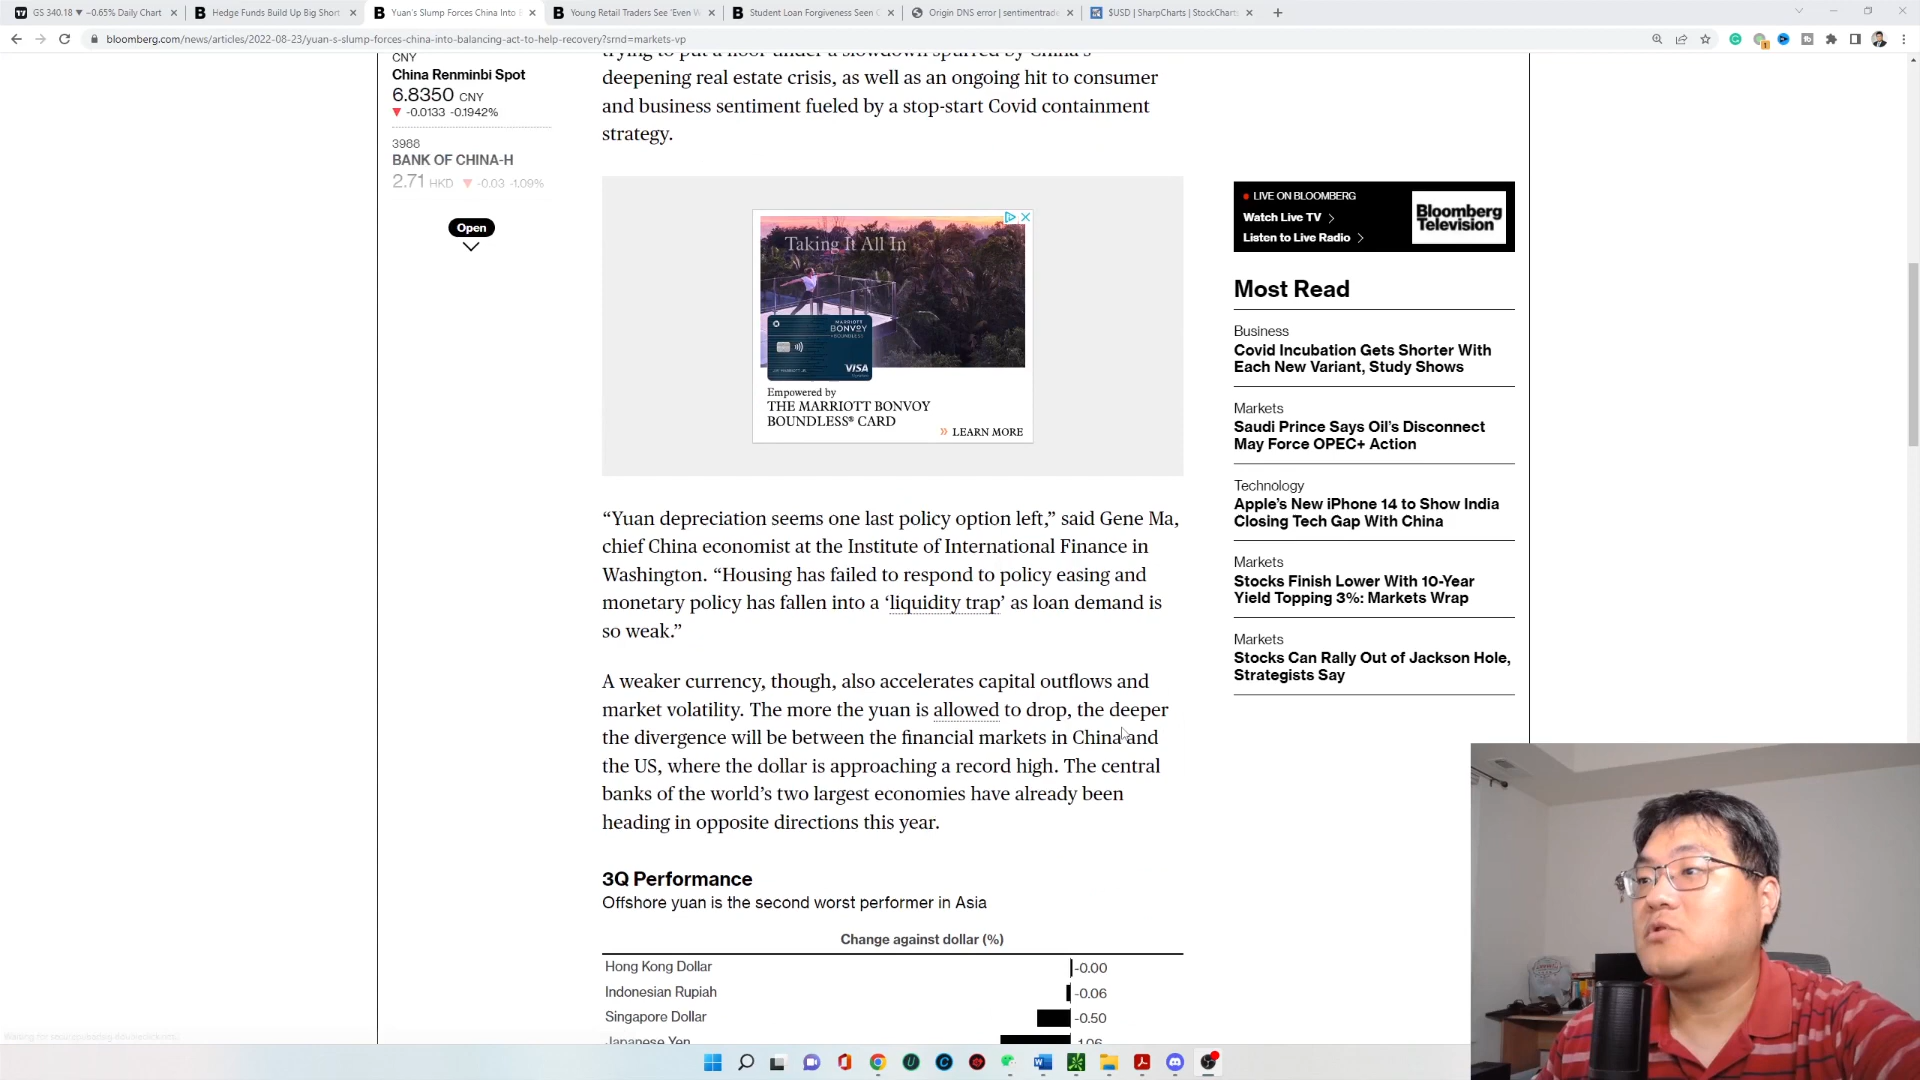 GS 340.18 ▼ −0.65% Daily Chart
Hedge Funds Build Up Big Short
Yuan's Slump Forces China Into
Young Retail Traders See 'Even
Student Loan Forgiveness Seen
Origin DNS error | sentimentrade
$USD | SharpCharts | StockCharts
bloomberg.com/news/articles/2022-08-23/yuan-s-slump-forces-china-into-balancing-act-to-help-recovery?srnd=markets-vp
CNY
China Renminbi Spot
6.8350 CNY
▼ -0.0133 -0.1942%
3988
BANK OF CHINA-H
2.71 HKD ▼ -0.03 -1.09%
Open
trying to put a floor under a slowdown spurred by China's
deepening real estate crisis, as well as an ongoing hit to consumer
and business sentiment fueled by a stop-start Covid containment
strategy.
Taking It All In
MARRIOTT
BONVOY
BOUNDLESS
VISA
Empowered by
THE MARRIOTT BONVOY
BOUNDLESS® CARD
» LEARN MORE
“Yuan depreciation seems one last policy option left,” said Gene Ma,
chief China economist at the Institute of International Finance in
Washington. “Housing has failed to respond to policy easing and
monetary policy has fallen into a ‘liquidity trap’ as loan demand is
so weak.”
A weaker currency, though, also accelerates capital outflows and
market volatility. The more the yuan is allowed to drop, the deeper
the divergence will be between the financial markets in China and
the US, where the dollar is approaching a record high. The central
banks of the world’s two largest economies have already been
heading in opposite directions this year.
3Q Performance
Offshore yuan is the second worst performer in Asia
Change against dollar (%)
Hong Kong Dollar -0.00
Indonesian Rupiah -0.06
Singapore Dollar -0.50
Japanese Yen -1.06
LIVE ON BLOOMBERG
Watch Live TV >
Listen to Live Radio >
Bloomberg
Television
Most Read
Business
Covid Incubation Gets Shorter With
Each New Variant, Study Shows
Markets
Saudi Prince Says Oil’s Disconnect
May Force OPEC+ Action
Technology
Apple’s New iPhone 14 to Show India
Closing Tech Gap With China
Markets
Stocks Finish Lower With 10-Year
Yield Topping 3%: Markets Wrap
Markets
Stocks Can Rally Out of Jackson Hole,
Strategists Say